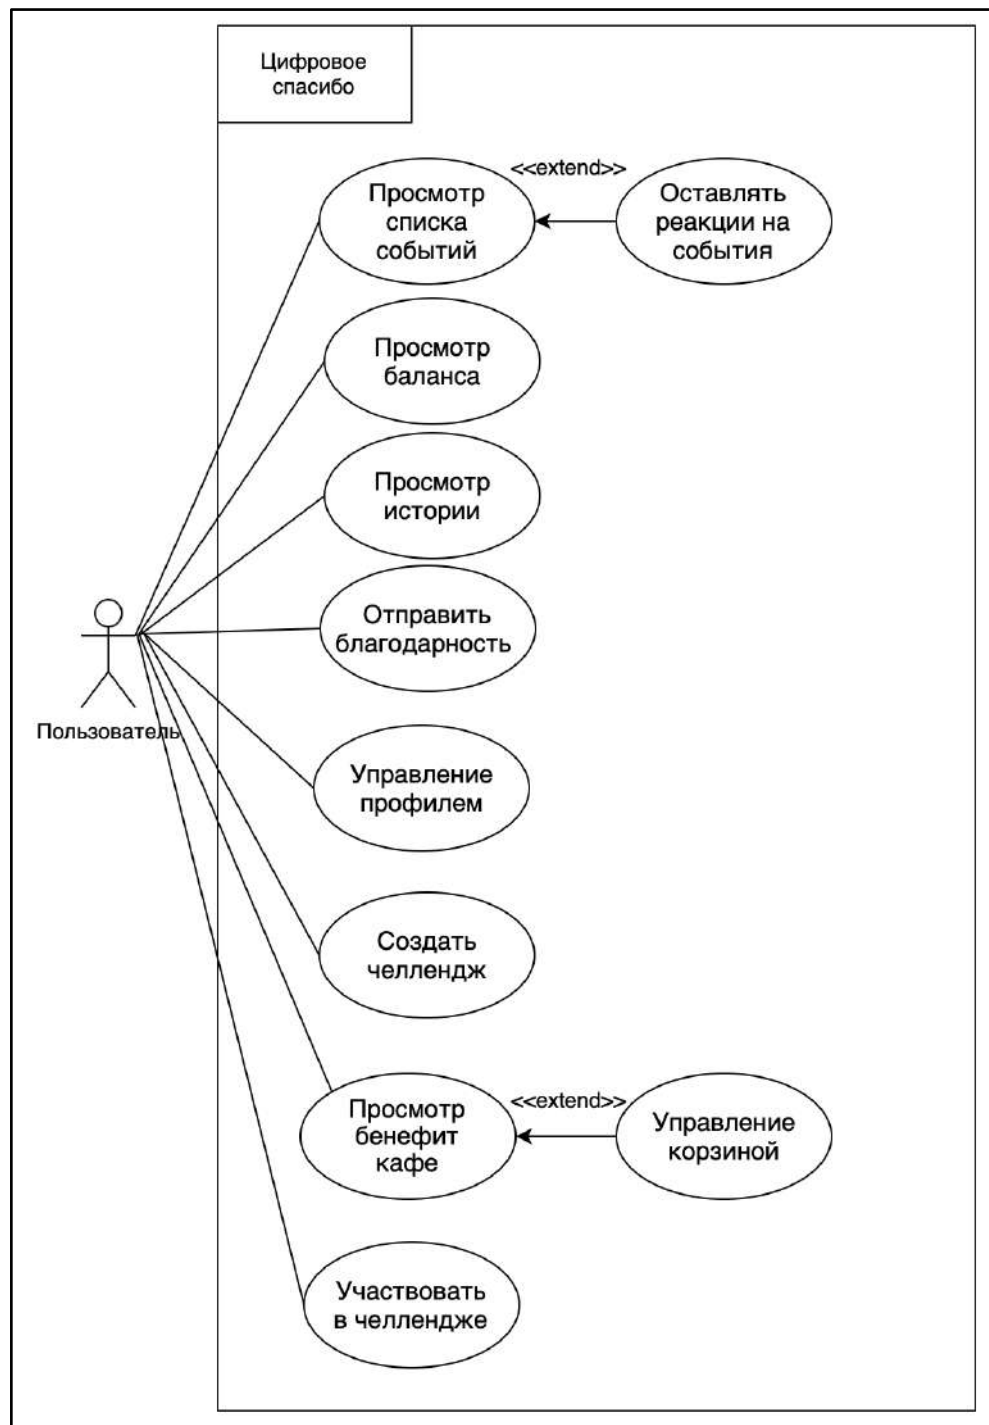 Цифровое
спасибо
Просмотр
списка
событий
<<extend>>
Оставлять
реакции на
события
Просмотр
баланса
Просмотр
истории
Отправить
благодарность
Пользователь
Управление
профилем
Создать
челлендж
Просмотр
бенефит
кафе
<<extend>>
Управление
корзиной
Участвовать
в челлендже